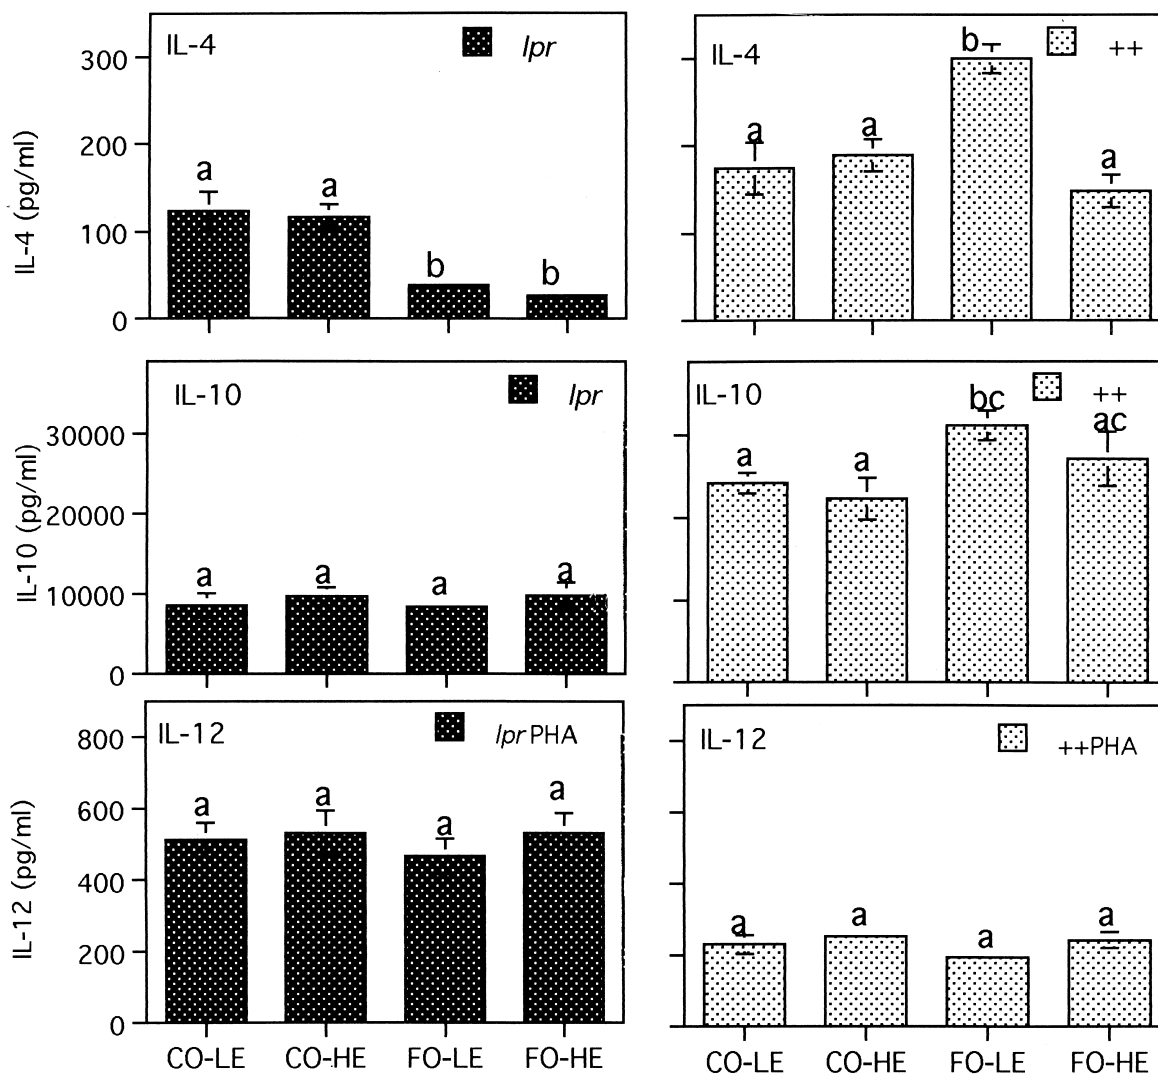 IL-4 lpr
300
200
100
0
IL-4 (pg/ml)
a a b b
IL-4 ++
a a b a
IL-10 lpr
30000
20000
10000
0
IL-10 (pg/ml)
a a a a
IL-10 ++
a a bc ac
IL-12 lpr PHA
800
600
400
200
0
IL-12 (pg/ml)
a a a a
CO-LE CO-HE FO-LE FO-HE
IL-12 ++PHA
a a a a
CO-LE CO-HE FO-LE FO-HE